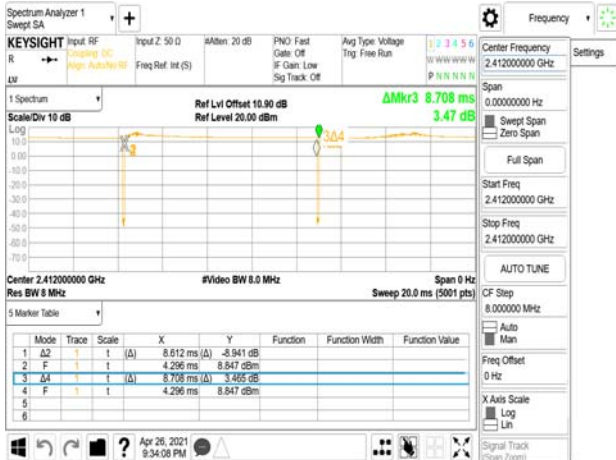 Spectrum Analyzer 1
Swept SA
Frequency
KEYSIGHT
Input: RF
Coupling: DC
Align: Auto/No RF
Input Z: 50 Ω
Freq Ref: Int (S)
#Atten: 20 dB
PNO: Fast
Gate: Off
IF Gain: Low
Sig Track: Off
Avg Type: Voltage
Trig: Free Run
1 2 3 4 5 6
W W W W W W
P N N N N N
R
LW
1 Spectrum
Scale/Div 10 dB
Ref Lvl Offset 10.90 dB
Ref Level 20.00 dBm
ΔMkr3 8.708 ms
3.47 dB
Log
10.0
0.00
-10.0
-20.0
-30.0
-40.0
-50.0
-60.0
-70.0
3Δ4
Center 2.412000000 GHz
Res BW 8 MHz
#Video BW 8.0 MHz
Span 0 Hz
Sweep 20.0 ms (5001 pts)
5 Marker Table
Mode Trace Scale X Y Function Function Width Function Value
1 Δ2 1 t (Δ) 8.612 ms (Δ) -8.941 dB
2 F 1 t 4.296 ms 8.847 dBm
3 Δ4 1 t (Δ) 8.708 ms (Δ) 3.465 dB
4 F 1 t 4.296 ms 8.847 dBm
5
6
Apr 26, 2021
9:34:08 PM
Center Frequency
2.412000000 GHz
Settings
Span
0.00000000 Hz
Swept Span
Zero Span
Full Span
Start Freq
2.412000000 GHz
Stop Freq
2.412000000 GHz
AUTO TUNE
CF Step
8.000000 MHz
Auto
Man
Freq Offset
0 Hz
X Axis Scale
Log
Lin
Signal Track
(Span Zoom)